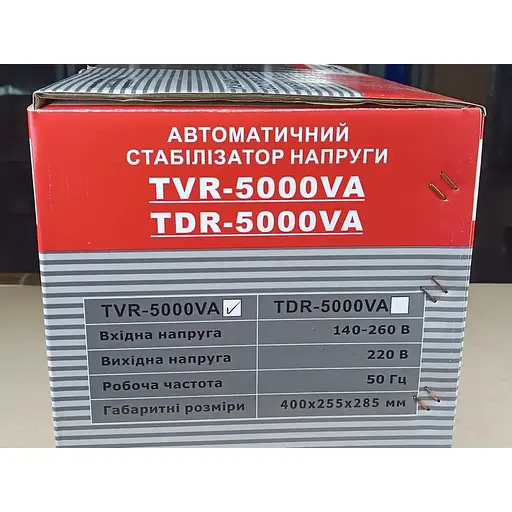 АВТОМАТИЧНИЙ
СТАБІЛІЗАТОР НАПРУГИ
TVR-5000VA
TDR-5000VA
TVR-5000VA ✓ TDR-5000VA
Вхідна напруга 140-260 В
Вихідна напруга 220 В
Робоча частота 50 Гц
Габаритні розміри 400х255х285 мм